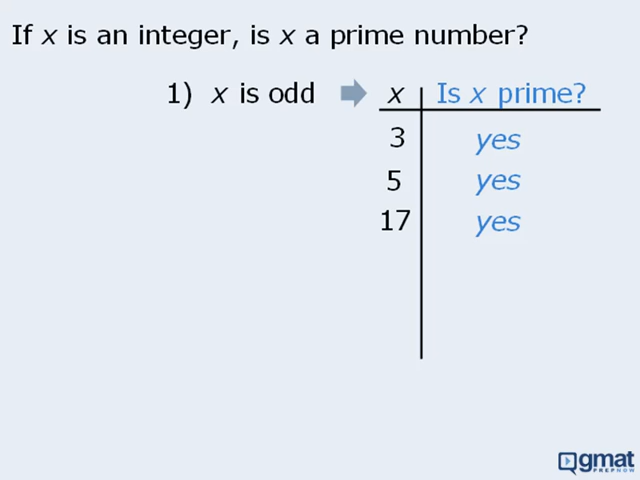 If x is an integer, is x a prime number?
1) x is odd x Is x prime?
3 yes
5 yes
17 yes
gmat
PREPNOW